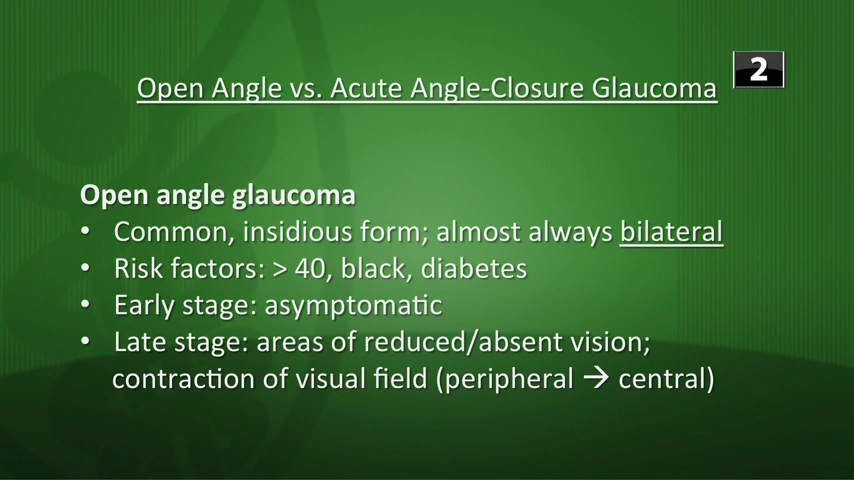 2
Open Angle vs. Acute Angle-Closure Glaucoma
Open angle glaucoma
• Common, insidious form; almost always bilateral
• Risk factors: > 40, black, diabetes
• Early stage: asymptomatic
• Late stage: areas of reduced/absent vision;
contraction of visual field (peripheral → central)